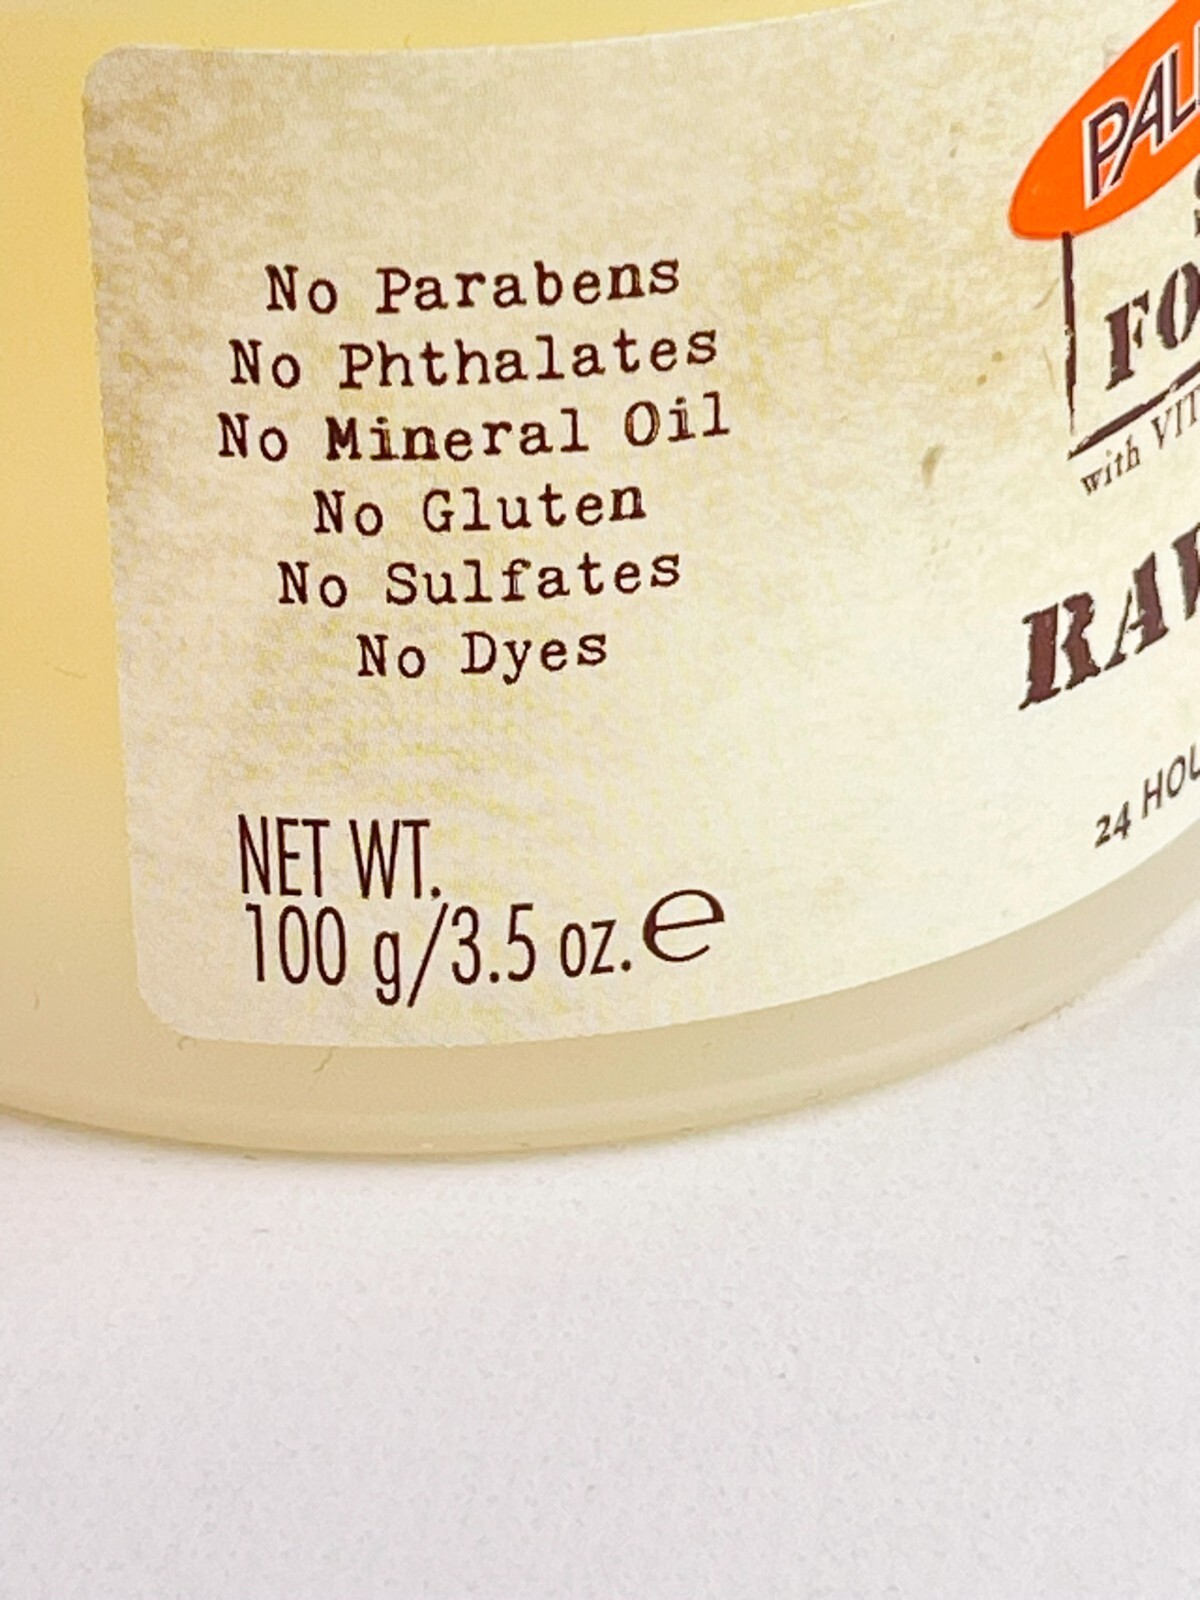 No Parabens
No Phthalates
No Mineral Oil
No Gluten
No Sulfates
No Dyes
NET WT.
100 g/3.5 oz. ℮
with
24